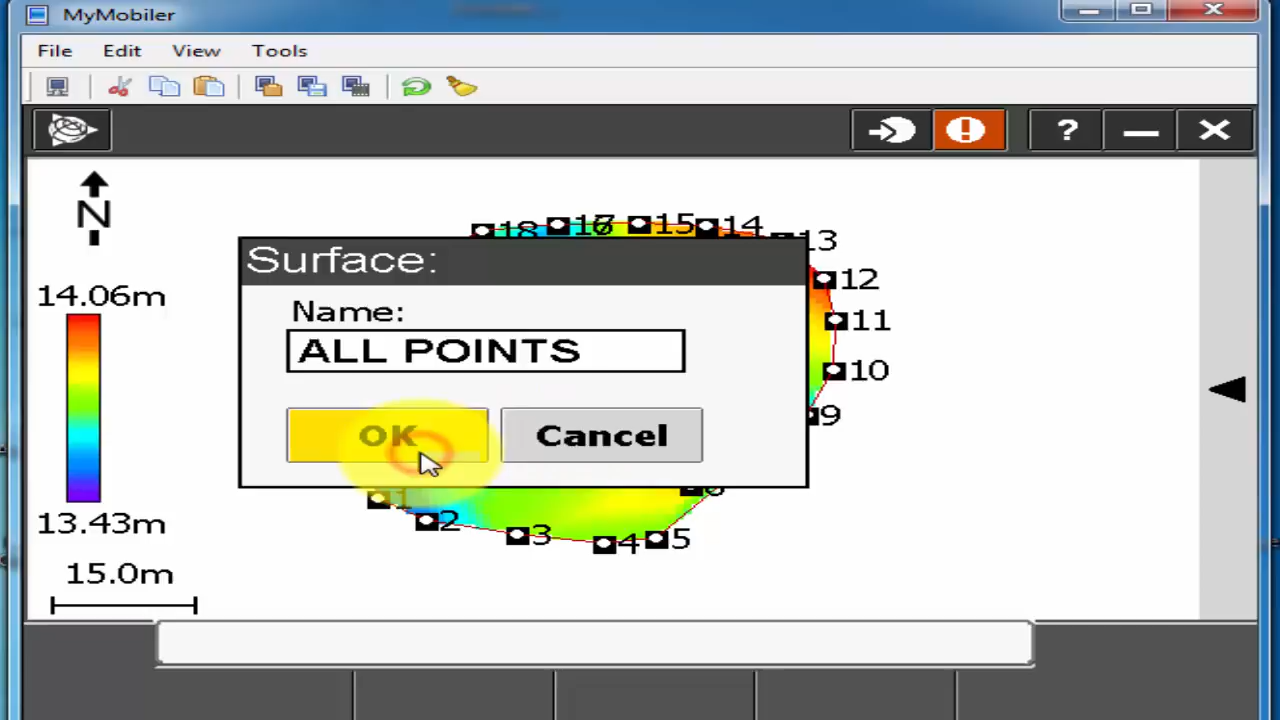 MyMobiler
File Edit View Tools
?
N
18 16 15 14
13
Surface:
12
14.06m
Name:
11
ALL POINTS
10
9
OK Cancel
1
2
13.43m
3 4 5
15.0m